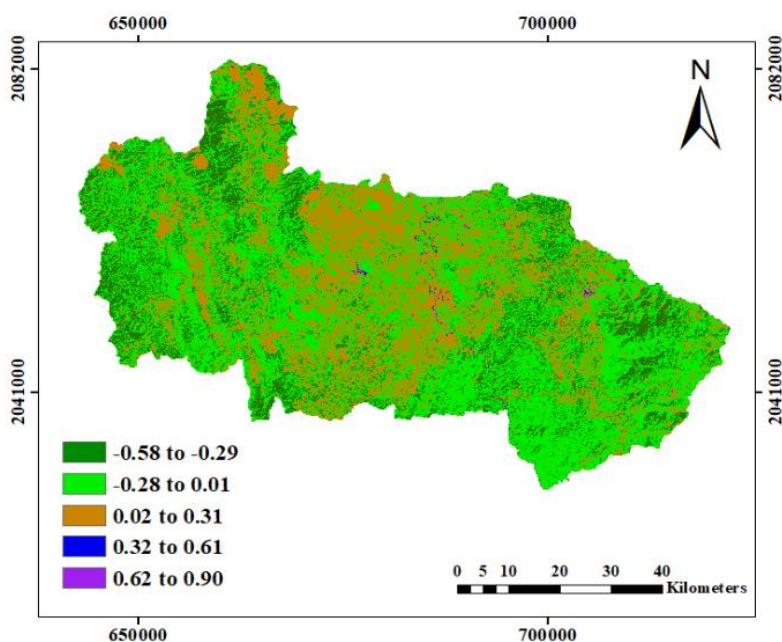 650000 700000
2082000 2082000
N
2041000 2041000
-0.58 to -0.29
-0.28 to 0.01
0.02 to 0.31
0.32 to 0.61
0.62 to 0.90
0 5 10 20 30 40
Kilometers
650000 700000